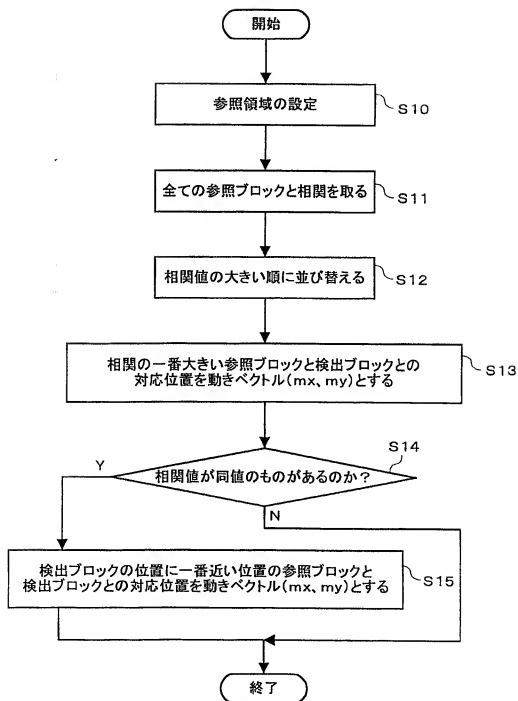 開始
参照領域の設定
S10
全ての参照ブロックと相関を取る
S11
相関値の大きい順に並び替える
S12
相関の一番大きい参照ブロックと検出ブロックとの
対応位置を動きベクトル(mx、my)とする
S13
S14
Y
相関値が同値のものがあるのか?
N
検出ブロックの位置に一番近い位置の参照ブロックと
検出ブロックとの対応位置を動きベクトル(mx、my)とする
S15
終了